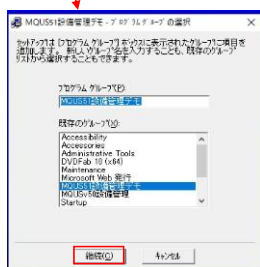 MQUS51設備管理デモ - プログラム グループ の選択
セットアップは [プログラム グループ] ボックスに表示されたグループに項目を
追加します。 新しいグループ名を入力することも、既存のグループ
リストから選択することもできます。
プログラム グループ(P):
MQUS51設備管理デモ
既存のグループ(X):
Accessibility
Accessories
Administrative Tools
DVDFab 10 (x64)
Maintenance
Microsoft Web 発行
MQUS51設備管理デモ
MQUSv5i設備管理
Startup
継続(C)
キャンセル